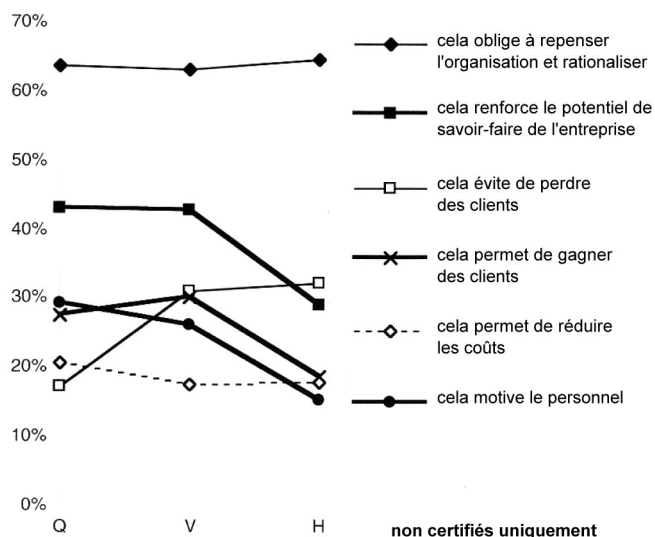 70%
60%
50%
40%
30%
20%
10%
0%
Q V H
cela oblige à repenser
l'organisation et rationaliser
cela renforce le potentiel de
savoir-faire de l'entreprise
cela évite de perdre
des clients
cela permet de gagner
des clients
cela permet de réduire
les coûts
cela motive le personnel
non certifiés uniquement